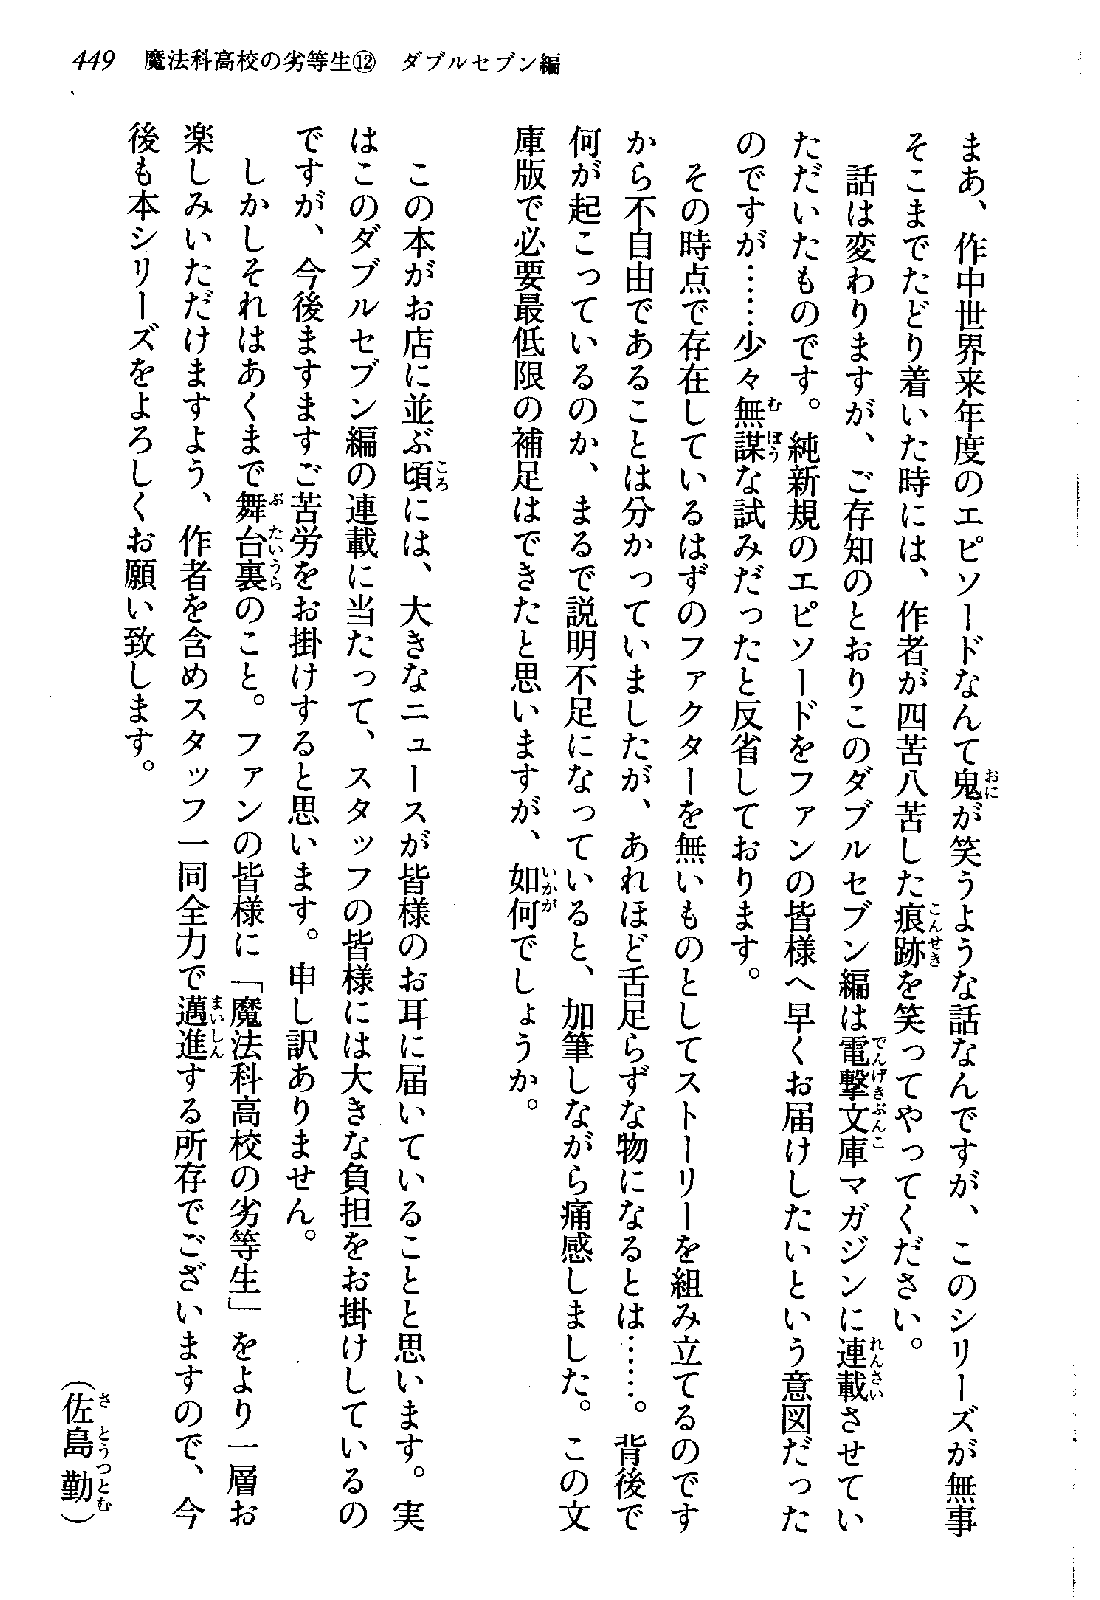 449 魔法科高校の劣等生⑫ ダブルセブン編
まあ、作中世界来年度のエピソードなんて鬼が笑うような話なんですが、このシリーズが無事
そこまでたどり着いた時には、作者が四苦八苦した痕跡を笑ってやってください。
話は変わりますが、ご存知のとおりこのダブルセブン編は電撃文庫マガジンに連載させてい
ただいたものです。純新規のエピソードをファンの皆様へ早くお届けしたいという意図だった
のですが……少々無謀な試みだったと反省しております。
その時点で存在しているはずのファクターを無いものとしてストーリーを組み立てるのです
から不自由であることは分かっていましたが、あれほど舌足らずな物になるとは……。背後で
何が起こっているのか、まるで説明不足になっていると、加筆しながら痛感しました。この文
庫版で必要最低限の補足はできたと思いますが、如何でしょうか。
この本がお店に並ぶ頃には、大きなニュースが皆様のお耳に届いていることと思います。実
はこのダブルセブン編の連載に当たって、スタッフの皆様には大きな負担をお掛けしているの
ですが、今後ますますご苦労をお掛けすると思います。申し訳ありません。
しかしそれはあくまで舞台裏のこと。ファンの皆様に「魔法科高校の劣等生」をより一層お
楽しみいただけますよう、作者を含めスタッフ一同全力で邁進する所存でございますので、今
後も本シリーズをよろしくお願い致します。
（佐島 勤）